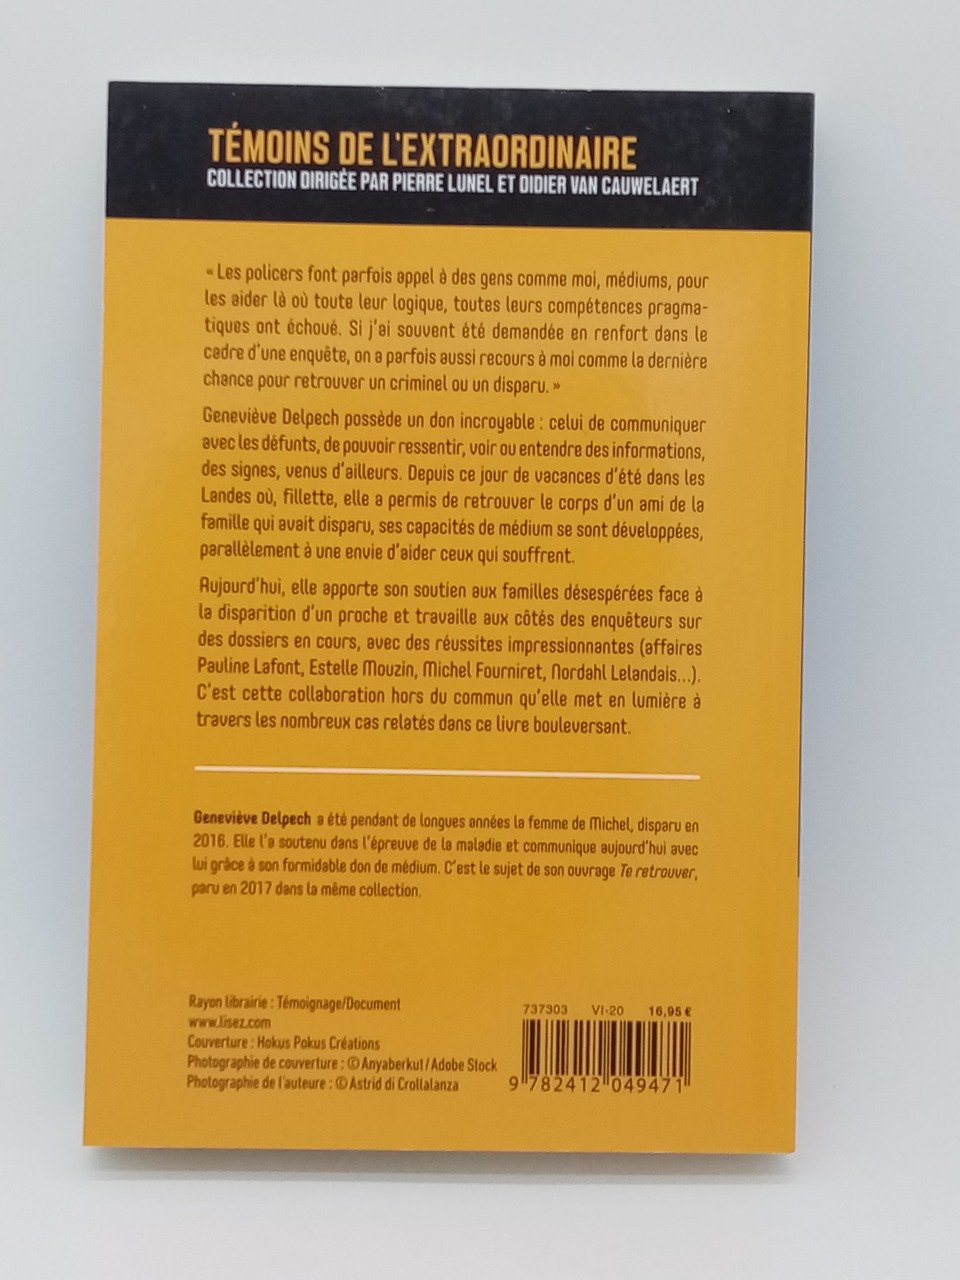 TÉMOINS DE L'EXTRAORDINAIRE
COLLECTION DIRIGÉE PAR PIERRE LUNEL ET DIDIER VAN CAUWELAERT
« Les policers font parfois appel à des gens comme moi, médiums, pour
les aider là où toute leur logique, toutes leurs compétences pragma-
tiques ont échoué. Si j'ai souvent été demandée en renfort dans le
cadre d'une enquête, on a parfois aussi recours à moi comme la dernière
chance pour retrouver un criminel ou un disparu. »
Geneviève Delpech possède un don incroyable : celui de communiquer
avec les défunts, de pouvoir ressentir, voir ou entendre des informations,
des signes, venus d'ailleurs. Depuis ce jour de vacances d'été dans les
Landes où, fillette, elle a permis de retrouver le corps d'un ami de la
famille qui avait disparu, ses capacités de médium se sont développées,
parallèlement à une envie d'aider ceux qui souffrent.
Aujourd'hui, elle apporte son soutien aux familles désespérées face à
la disparition d'un proche et travaille aux côtés des enquêteurs sur
des dossiers en cours, avec des réussites impressionnantes (affaires
Pauline Lafont, Estelle Mouzin, Michel Fourniret, Nordahl Lelandais...).
C'est cette collaboration hors du commun qu'elle met en lumière à
travers les nombreux cas relatés dans ce livre bouleversant.
Geneviève Delpech a été pendant de longues années la femme de Michel, disparu en
2016. Elle l'a soutenu dans l'épreuve de la maladie et communique aujourd'hui avec
lui grâce à son formidable don de médium. C'est le sujet de son ouvrage Te retrouver,
paru en 2017 dans la même collection.
Rayon librairie : Témoignage/Document
www.lisez.com
Couverture : Hokus Pokus Créations
Photographie de couverture : © Anyaberkut / Adobe Stock
Photographie de l'auteure : © Astrid di Crollalanza
737303 VI-20 16,95 €
9 782412 049471